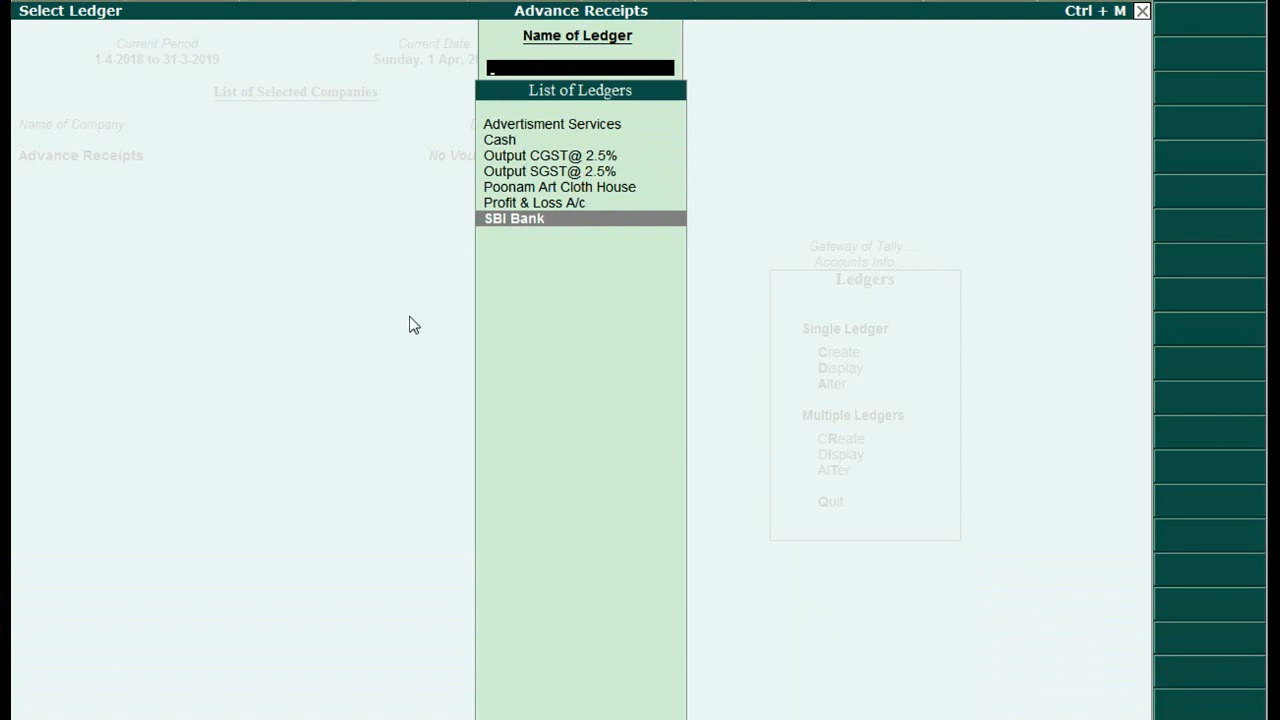 Select Ledger
Advance Receipts
Ctrl + M
Current Period
1-4-2018 to 31-3-2019
Current Date
Sunday, 1 Apr, 20
List of Selected Companies
Name of Company
Advance Receipts
No Vou
Name of Ledger
List of Ledgers
Advertisment Services
Cash
Output CGST@ 2.5%
Output SGST@ 2.5%
Poonam Art Cloth House
Profit & Loss A/c
SBI Bank
Gateway of Tally.....
Accounts Info......
Ledgers
Single Ledger
Create
Display
Alter
Multiple Ledgers
CReate
DIsplay
AlTer
Quit